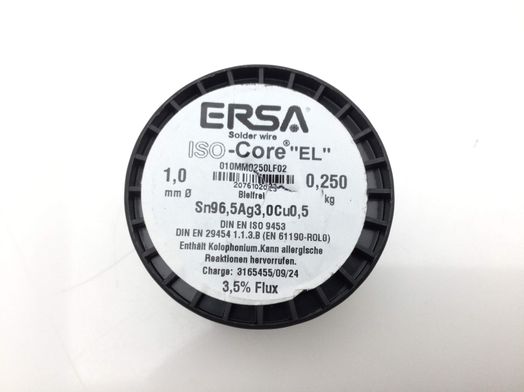 ERSA
Solder wire
ISO-Core® "EL"
010MM0250LF02
1,0 mm Ø
0,250 kg
Bleifrei
Sn96,5Ag3,0Cu0,5
DIN EN ISO 9453
DIN EN 29454 1.1.3.B (EN 61190-ROL0)
Enthält Kolophonium.Kann allergische
Reaktionen hervorrufen.
Charge: 3165455/09/24
3,5% Flux